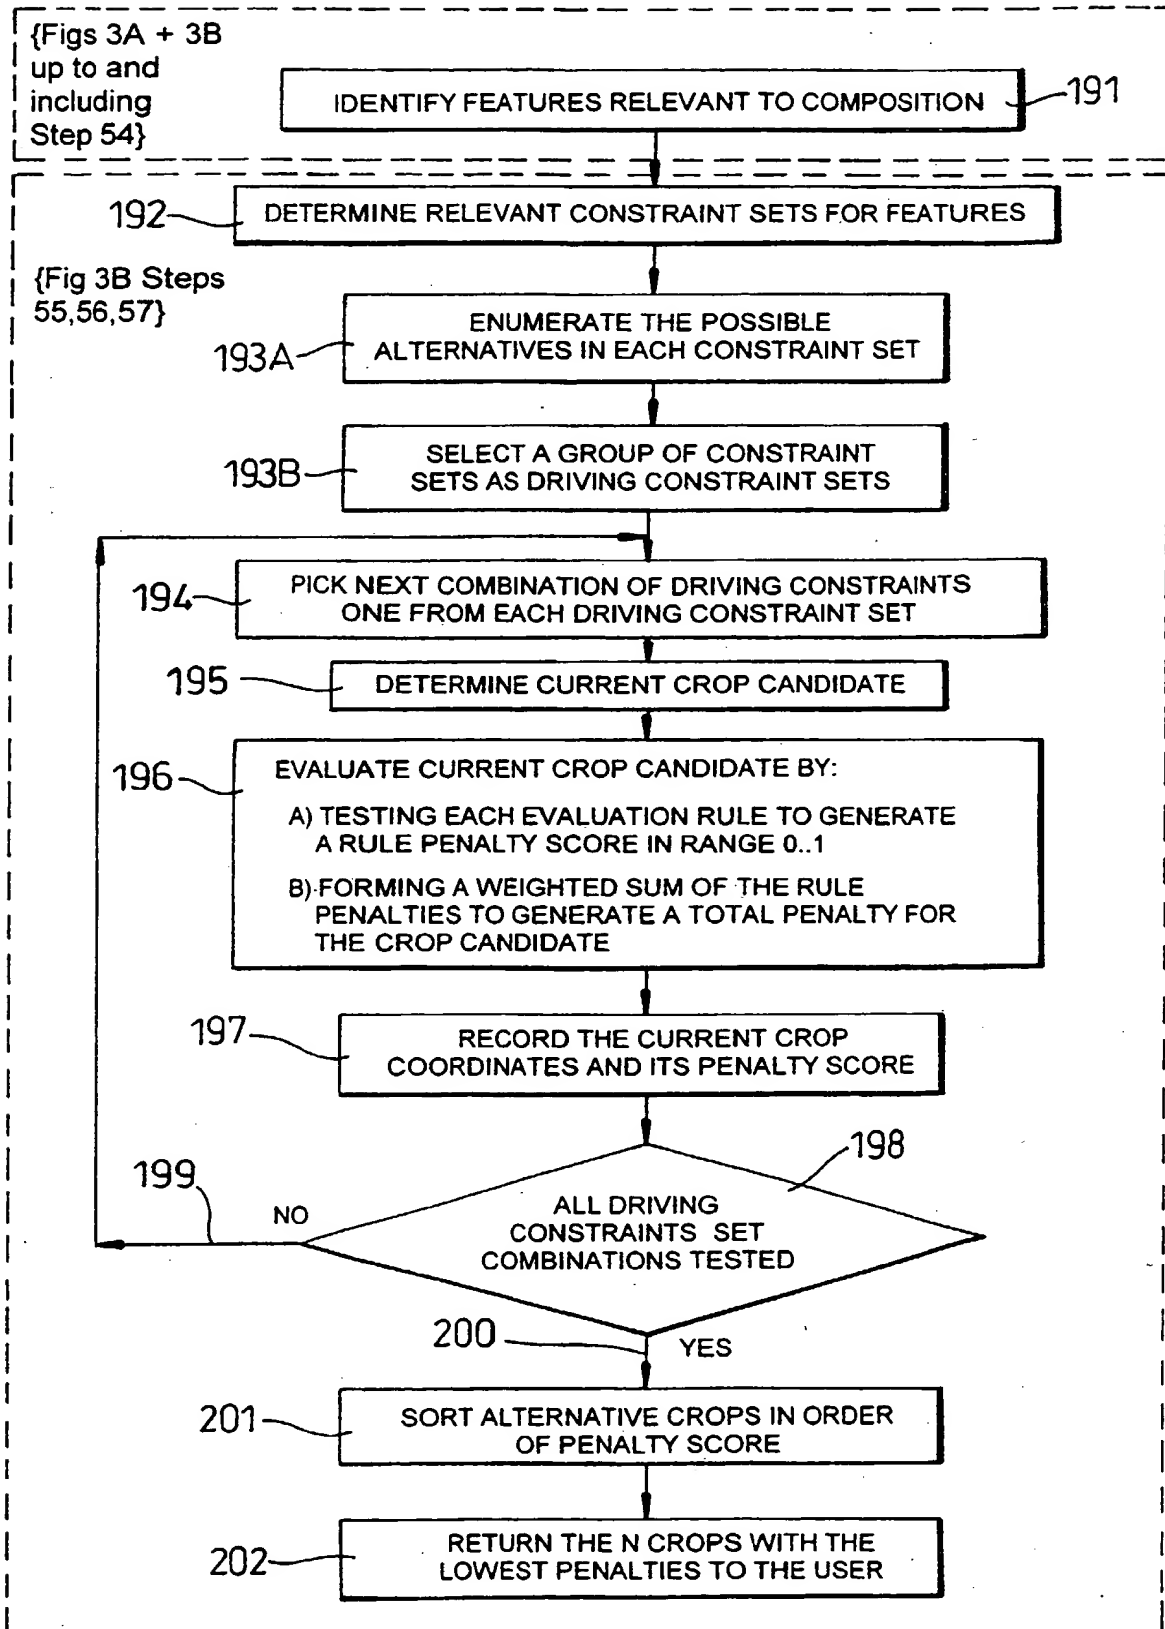 {Figs 3A + 3B
up to and
including
Step 54}
IDENTIFY FEATURES RELEVANT TO COMPOSITION
191
192
DETERMINE RELEVANT CONSTRAINT SETS FOR FEATURES
{Fig 3B Steps
55,56,57}
193A
ENUMERATE THE POSSIBLE
ALTERNATIVES IN EACH CONSTRAINT SET
193B
SELECT A GROUP OF CONSTRAINT
SETS AS DRIVING CONSTRAINT SETS
194
PICK NEXT COMBINATION OF DRIVING CONSTRAINTS
ONE FROM EACH DRIVING CONSTRAINT SET
195
DETERMINE CURRENT CROP CANDIDATE
196
EVALUATE CURRENT CROP CANDIDATE BY:
A) TESTING EACH EVALUATION RULE TO GENERATE
A RULE PENALTY SCORE IN RANGE 0..1
B) FORMING A WEIGHTED SUM OF THE RULE
PENALTIES TO GENERATE A TOTAL PENALTY FOR
THE CROP CANDIDATE
197
RECORD THE CURRENT CROP
COORDINATES AND ITS PENALTY SCORE
198
199
NO
ALL DRIVING
CONSTRAINTS SET
COMBINATIONS TESTED
200
YES
201
SORT ALTERNATIVE CROPS IN ORDER
OF PENALTY SCORE
202
RETURN THE N CROPS WITH THE
LOWEST PENALTIES TO THE USER